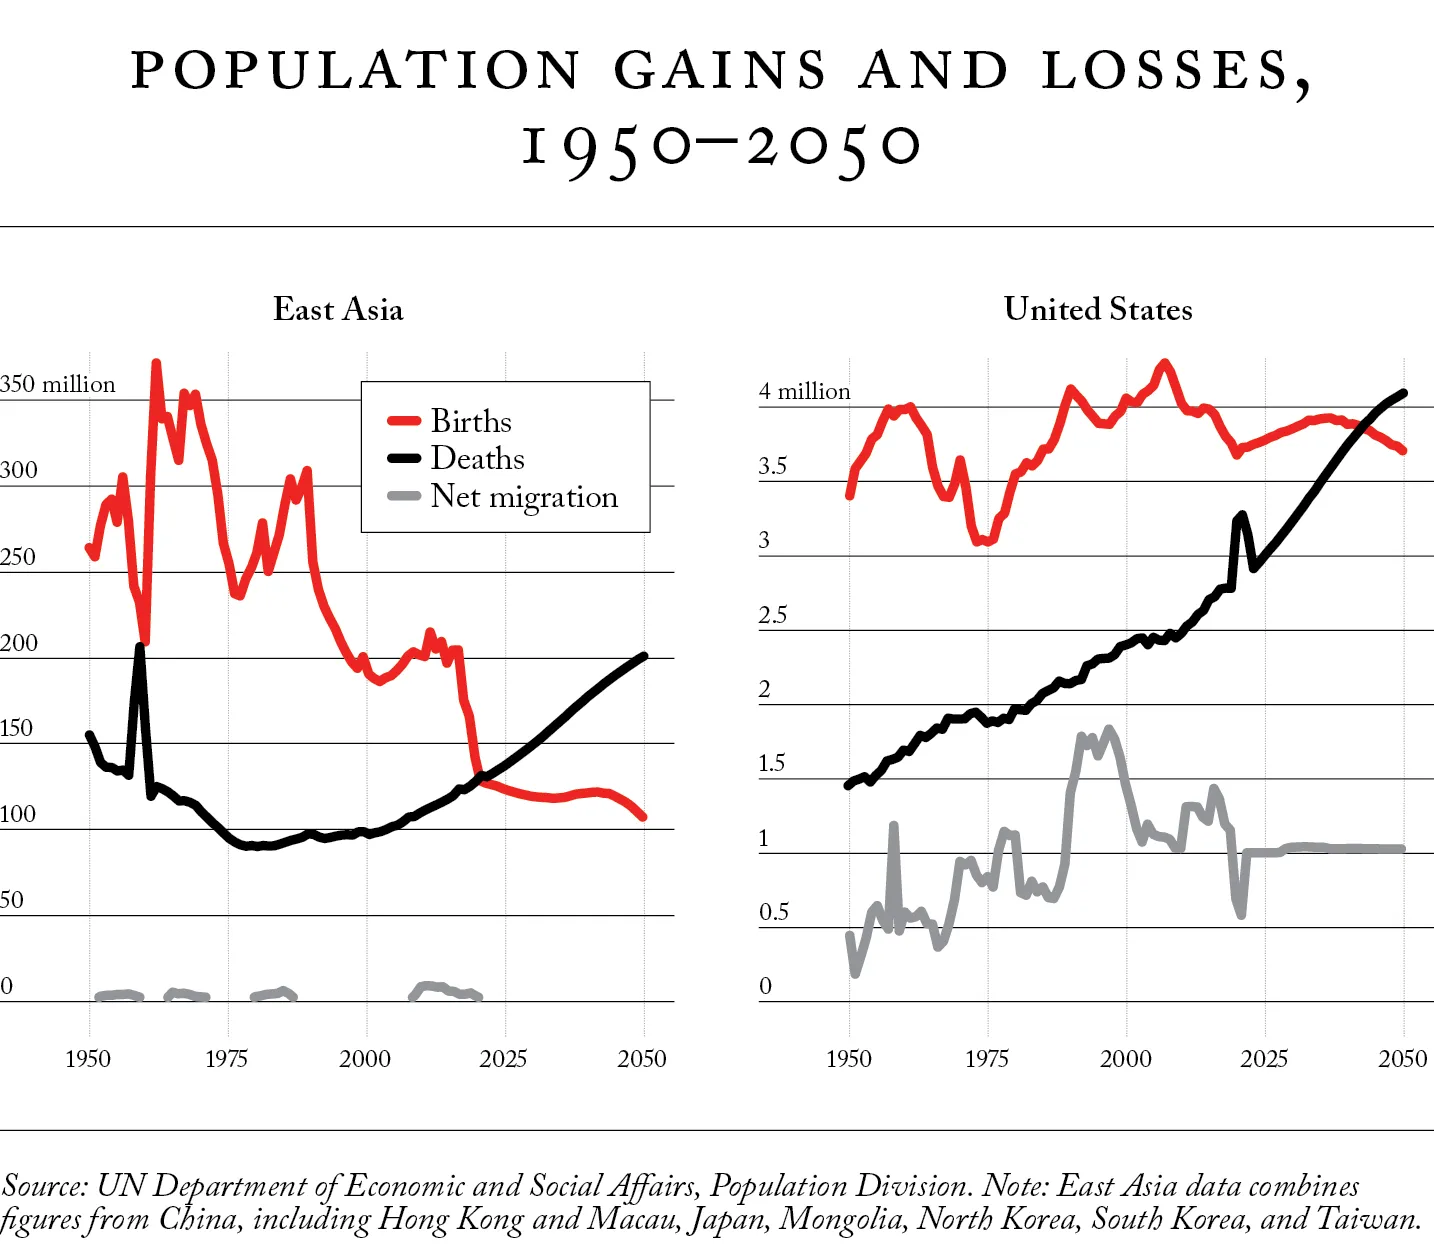 POPULATION GAINS AND LOSSES,
1950–2050
East Asia
350 million
300
250
200
150
100
50
0
1950 1975 2000 2025 2050
Births
Deaths
Net migration
United States
4 million
3.5
3
2.5
2
1.5
1
0.5
0
1950 1975 2000 2025 2050
Source: UN Department of Economic and Social Affairs, Population Division. Note: East Asia data combines
figures from China, including Hong Kong and Macau, Japan, Mongolia, North Korea, South Korea, and Taiwan.